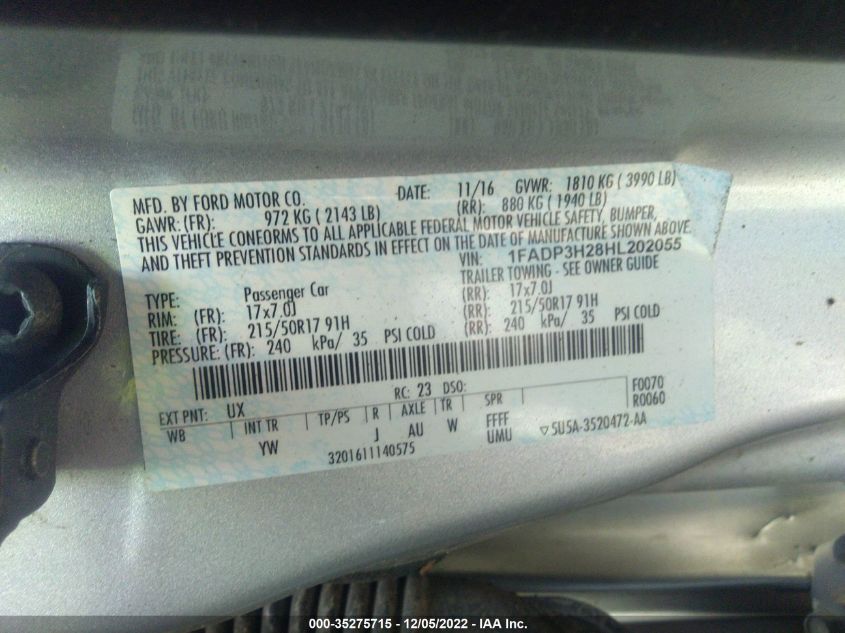 MFD. BY FORD MOTOR CO. DATE: 11/16 GVWR: 1810 KG ( 3990 LB)
GAWR: (FR): 972 KG ( 2143 LB) (RR): 880 KG ( 1940 LB)
THIS VEHICLE CONFORMS TO ALL APPLICABLE FEDERAL MOTOR VEHICLE SAFETY, BUMPER,
AND THEFT PREVENTION STANDARDS IN EFFECT ON THE DATE OF MANUFACTURE SHOWN ABOVE.
VIN: 1FADP3H28HL202055
TRAILER TOWING - SEE OWNER GUIDE
TYPE: Passenger Car
RIM: (FR): 17x7.0J (RR): 17x7.0J
TIRE: (FR): 215/50R17 91H (RR): 215/50R17 91H
PRESSURE: (FR): 240 kPa/ 35 PSI COLD (RR): 240 kPa/ 35 PSI COLD
EXT PNT: UX RC: 23 DSO: F0070
WB INT TR TP/PS R AXLE TR SPR R0060
YW J AU W FFFF
UMU ▽5U5A-3520472-AA
3201611140575
000-35275715 - 12/05/2022 - IAA Inc.